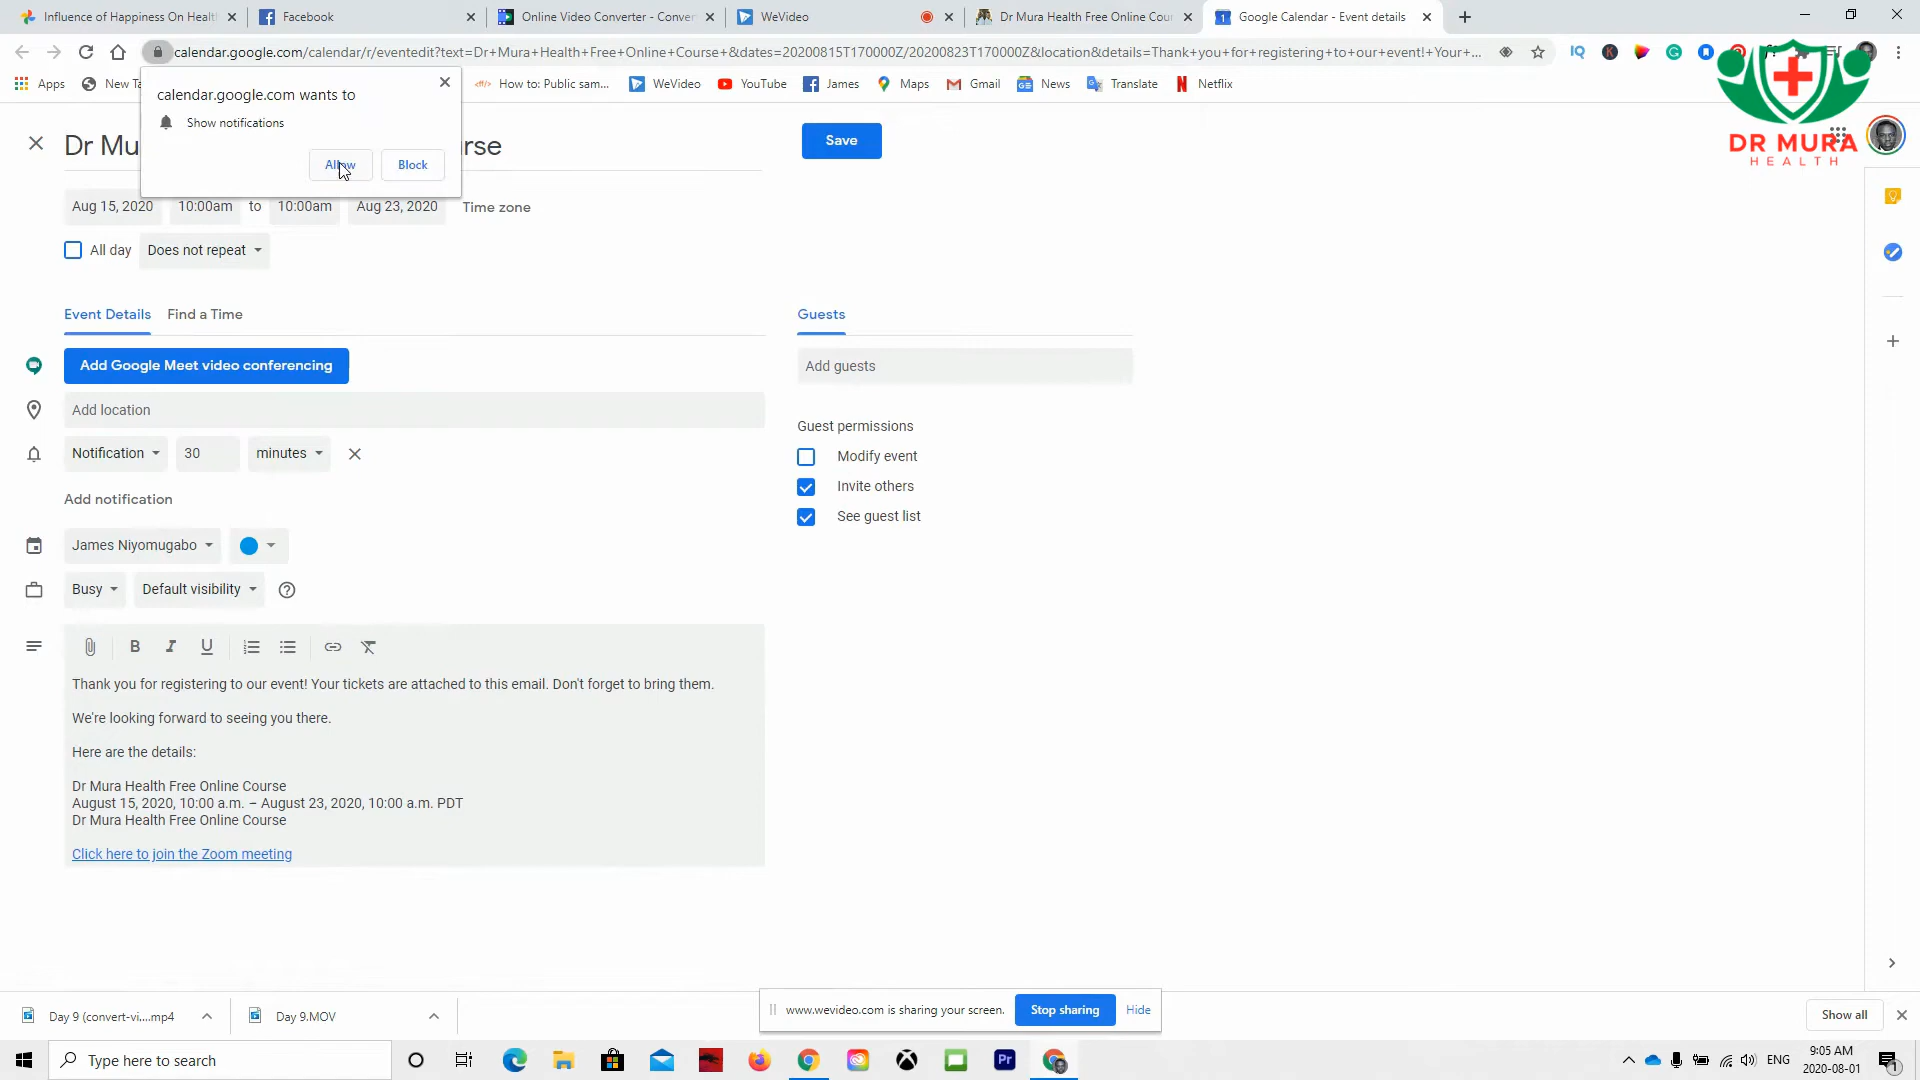 Influence of Happiness On Healt
Facebook
Online Video Converter - Conver
WeVideo
Dr Mura Health Free Online Cour
Google Calendar - Event details
calendar.google.com/calendar/r/eventedit?text=Dr+Mura+Health+Free+Online+Course+&dates=20200815T170000Z/20200823T170000Z&location&details=Thank+you+for+registering+to+our+event!+Your+...
Apps
New Ta
How to: Public sam...
WeVideo
YouTube
James
Maps
Gmail
News
Translate
Netflix
calendar.google.com wants to
Show notifications
Allow
Block
Dr Mu
rse
Save
DR MURA
HEALTH
Aug 15, 2020
10:00am
to
10:00am
Aug 23, 2020
Time zone
All day
Does not repeat
Event Details
Find a Time
Guests
Add Google Meet video conferencing
Add guests
Add location
Guest permissions
Notification
30
minutes
Modify event
Invite others
Add notification
See guest list
James Niyomugabo
Busy
Default visibility
B I U
Thank you for registering to our event! Your tickets are attached to this email. Don't forget to bring them.
We're looking forward to seeing you there.
Here are the details:
Dr Mura Health Free Online Course
August 15, 2020, 10:00 a.m. – August 23, 2020, 10:00 a.m. PDT
Dr Mura Health Free Online Course
Click here to join the Zoom meeting
Day 9 (convert-vi....mp4
Day 9.MOV
www.wevideo.com is sharing your screen.
Stop sharing
Hide
Show all
Type here to search
Pr
ENG
9:05 AM
2020-08-01
1